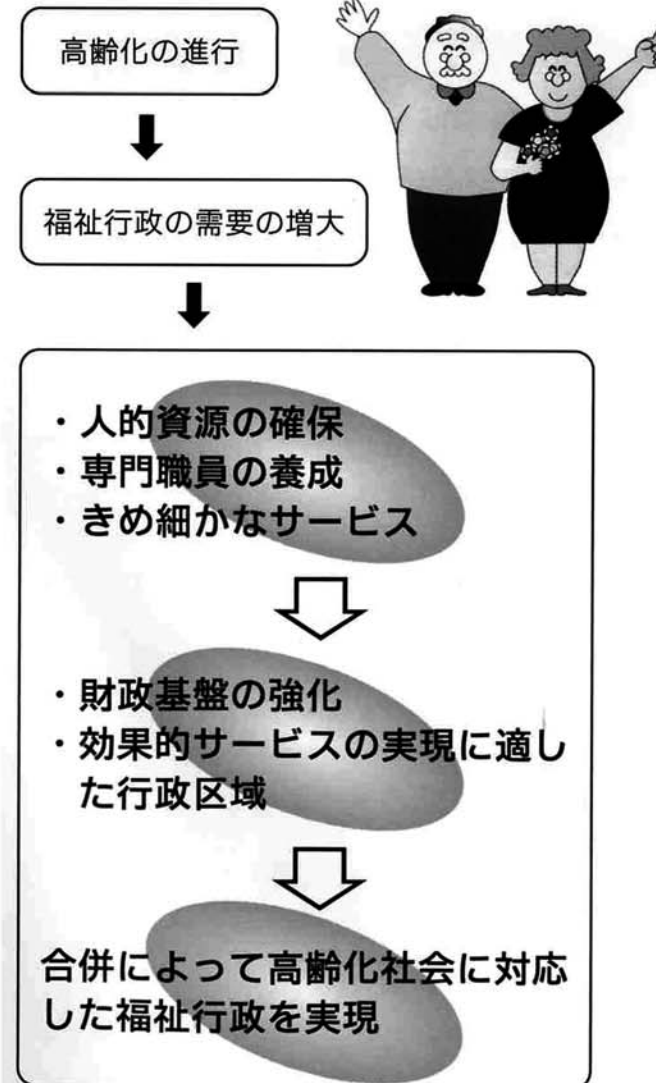 高齢化の進行
福祉行政の需要の増大
・人的資源の確保
・専門職員の養成
・きめ細かなサービス
・財政基盤の強化
・効果的サービスの実現に適し
た行政区域
合併によって高齢化社会に対応
した福祉行政を実現